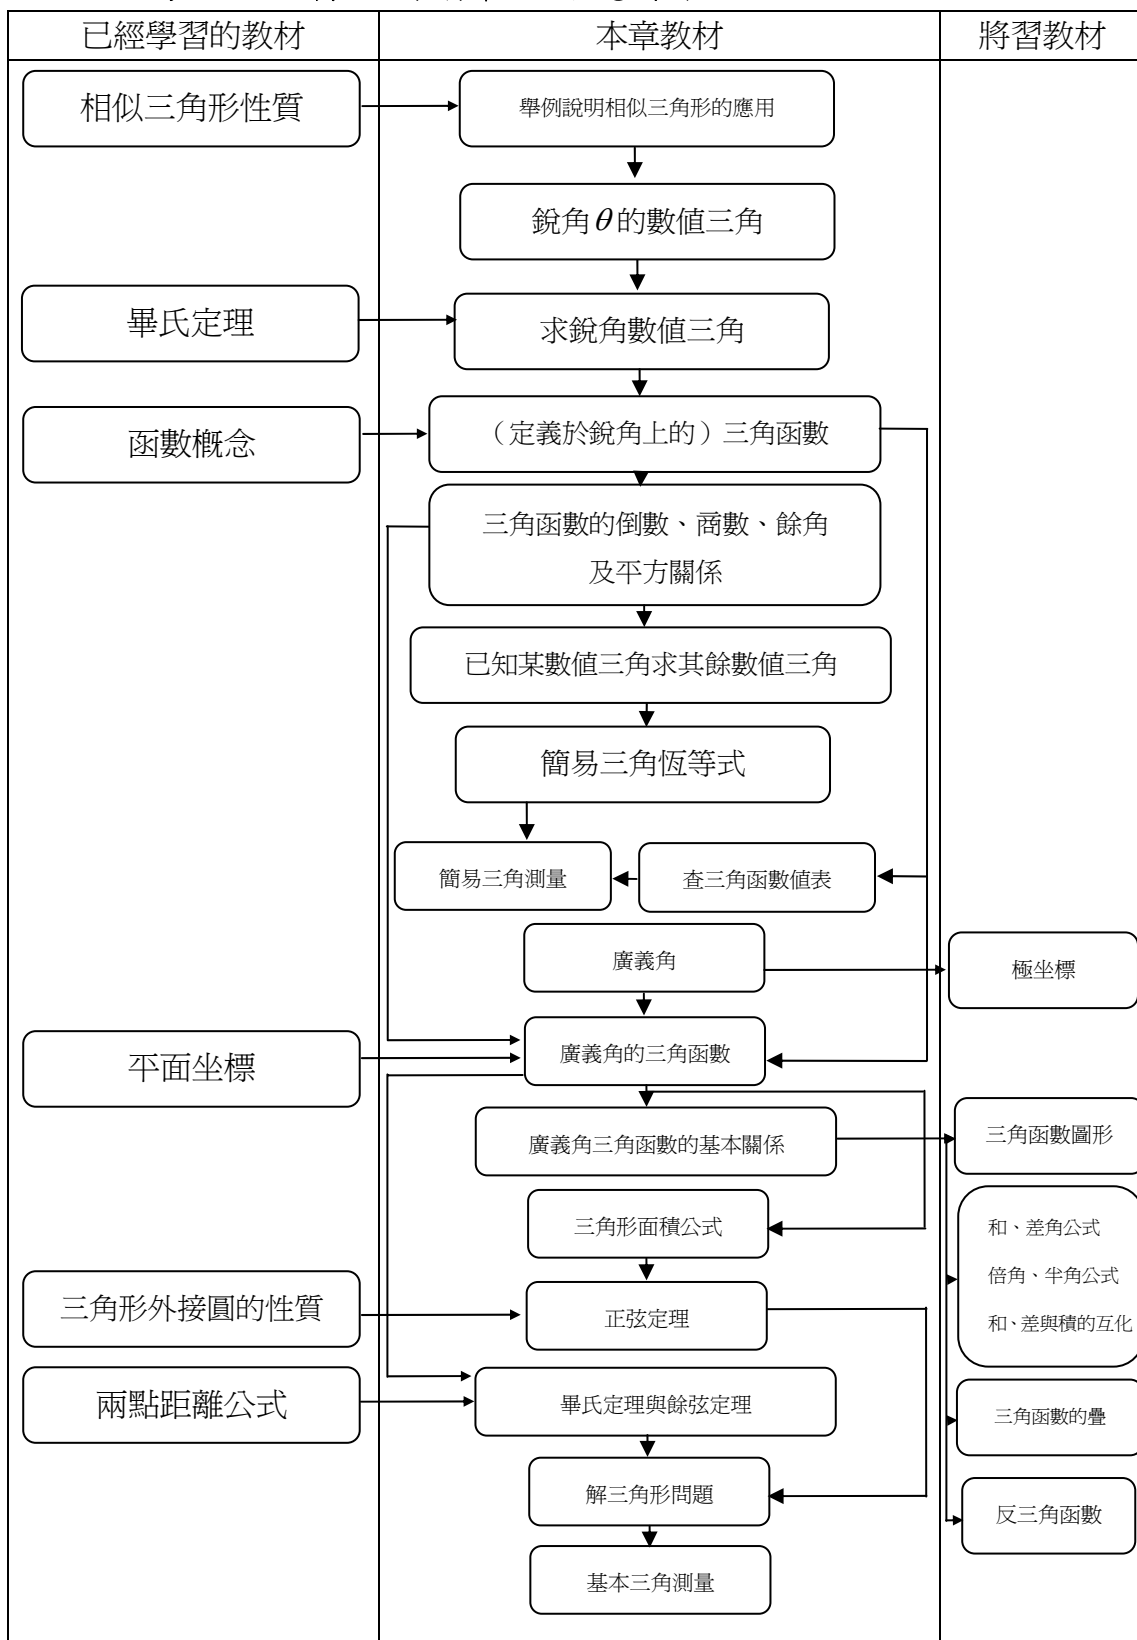 已經學習的教材
本章教材
將習教材
相似三角形性質
舉例說明相似三角形的應用
銳角θ的數值三角
畢氏定理
求銳角數值三角
函數概念
(定義於銳角上的)三角函數
三角函數的倒數、商數、餘角
及平方關係
已知某數值三角求其餘數值三角
簡易三角恆等式
簡易三角測量
查三角函數值表
廣義角
極坐標
平面坐標
廣義角的三角函數
廣義角三角函數的基本關係
三角函數圖形
三角形面積公式
和、差角公式
倍角、半角公式
和、差與積的互化
三角形外接圓的性質
正弦定理
兩點距離公式
畢氏定理與餘弦定理
三角函數的疊
解三角形問題
反三角函數
基本三角測量